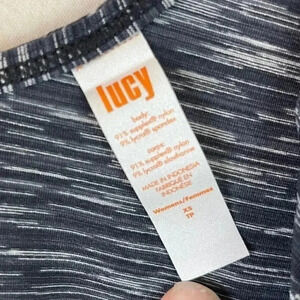 lucy
body:
91% supplex® nylon
9% lycra® spandex
corps:
91% supplex® nylon
9% lycra® élasthanne
MADE IN INDONESIA
FABRIQUÉ EN
INDONÉSIE
Womens/Femmes
XS
TP